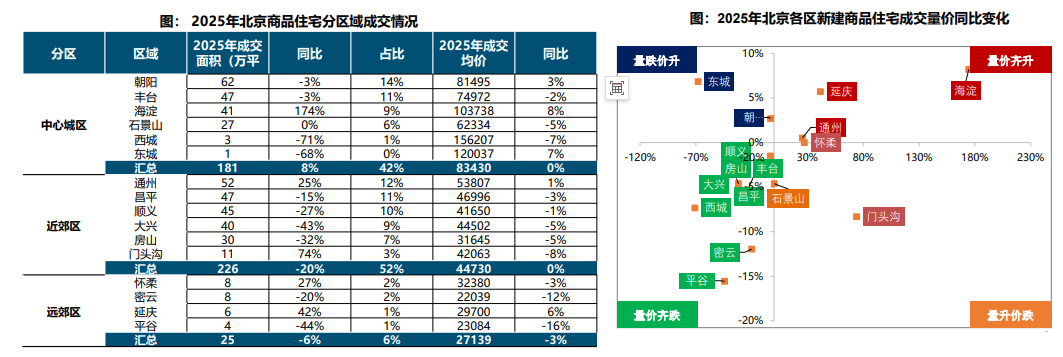 图： 2025年北京商品住宅分区域成交情况
分区 区域 2025年成交面积（万平 同比 占比 2025年成交均价 同比
中心城区
朝阳 62 -3% 14% 81495 3%
丰台 47 -3% 11% 74972 -2%
海淀 41 174% 9% 103738 8%
石景山 27 0% 6% 62334 -5%
西城 3 -71% 1% 156207 -7%
东城 1 -68% 0% 120037 7%
汇总 181 8% 42% 83430 0%
近郊区
通州 52 25% 12% 53807 1%
昌平 47 -15% 11% 46996 -3%
顺义 45 -27% 10% 41650 -1%
大兴 40 -43% 9% 44502 -5%
房山 30 -32% 7% 31645 -5%
门头沟 11 74% 3% 42063 -8%
汇总 226 -20% 52% 44730 0%
远郊区
怀柔 8 27% 2% 32380 -3%
密云 8 -20% 2% 22039 -12%
延庆 6 42% 1% 29700 6%
平谷 4 -44% 1% 23084 -16%
汇总 25 -6% 6% 27139 -3%
图：2025年北京各区新建商品住宅成交量价同比变化
量跌价升
10%
量价齐升
东城
海淀
延庆
5%
朝…
通州
怀柔
0%
-120% -70% -20% 30% 80% 130% 180% 230%
顺义
房山
丰台
大兴
昌平
-5%
石景山
西城
门头沟
-10%
密云
平谷
-15%
量价齐跌
-20%
量升价跌